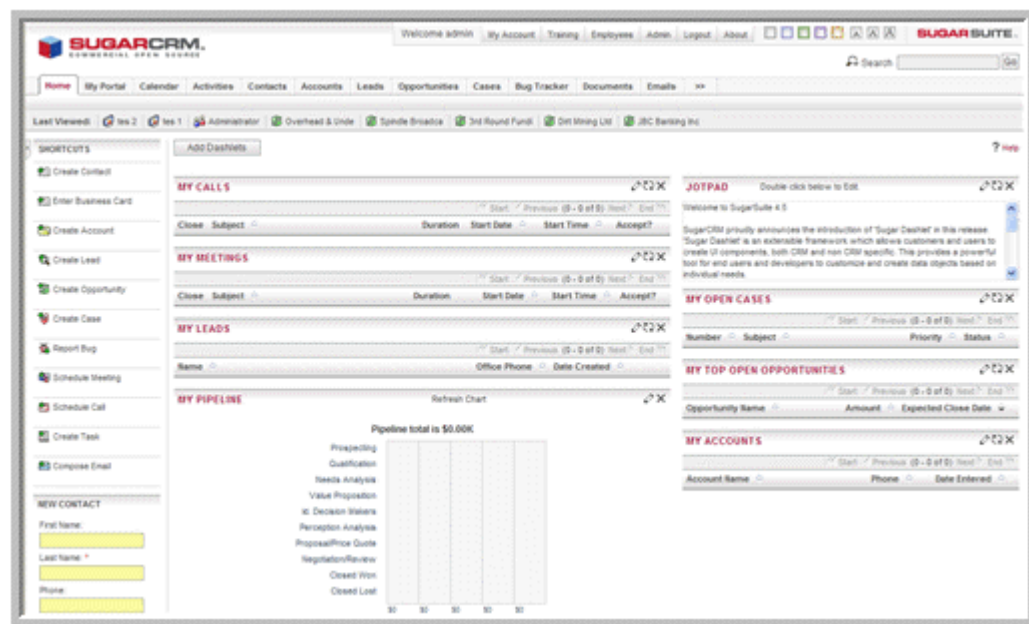 SUGARCRM.
COMMERCIAL OPEN SOURCE
Welcome admin My Account Training Employees Admin Logout About
SUGARSUITE.
Search Go
Home My Portal Calendar Activities Contacts Accounts Leads Opportunities Cases Bug Tracker Documents Emails >>
Last Viewed: tes 2 tes 1 Administrator Overhead & Unde Spindle Broadca 3rd Round Fundi Dirt Mining Ltd JBC Banking Inc
SHORTCUTS
Create Contact
Enter Business Card
Create Account
Create Lead
Create Opportunity
Create Case
Report Bug
Schedule Meeting
Schedule Call
Create Task
Compose Email
NEW CONTACT
First Name:
Last Name: *
Phone:
Add Dashlets
? Help
MY CALLS
Start Previous (0 - 0 of 0) Next End
Close Subject Duration Start Date Start Time Accept?
MY MEETINGS
Start Previous (0 - 0 of 0) Next End
Close Subject Duration Start Date Start Time Accept?
MY LEADS
Start Previous (0 - 0 of 0) Next End
Name Office Phone Date Created
MY PIPELINE Refresh Chart
Pipeline total is $0.00K
Prospecting
Qualification
Needs Analysis
Value Proposition
Id. Decision Makers
Perception Analysis
Proposal/Price Quote
Negotiation/Review
Closed Won
Closed Lost
$0 $0 $0 $0 $0
JOTPAD Double click below to Edit.
Welcome to SugarSuite 4.5
SugarCRM proudly announces the introduction of 'Sugar Dashlet' in this release.
'Sugar Dashlet' is an extensible framework which allows customers and users to
create UI components, both CRM and non CRM specific. This provides a powerful
tool for end users and developers to customize and create data objects based on
individual needs.
MY OPEN CASES
Start Previous (0 - 0 of 0) Next End
Number Subject Priority Status
MY TOP OPEN OPPORTUNITIES
Start Previous (0 - 0 of 0) Next End
Opportunity Name Amount Expected Close Date
MY ACCOUNTS
Start Previous (0 - 0 of 0) Next End
Account Name Phone Date Entered